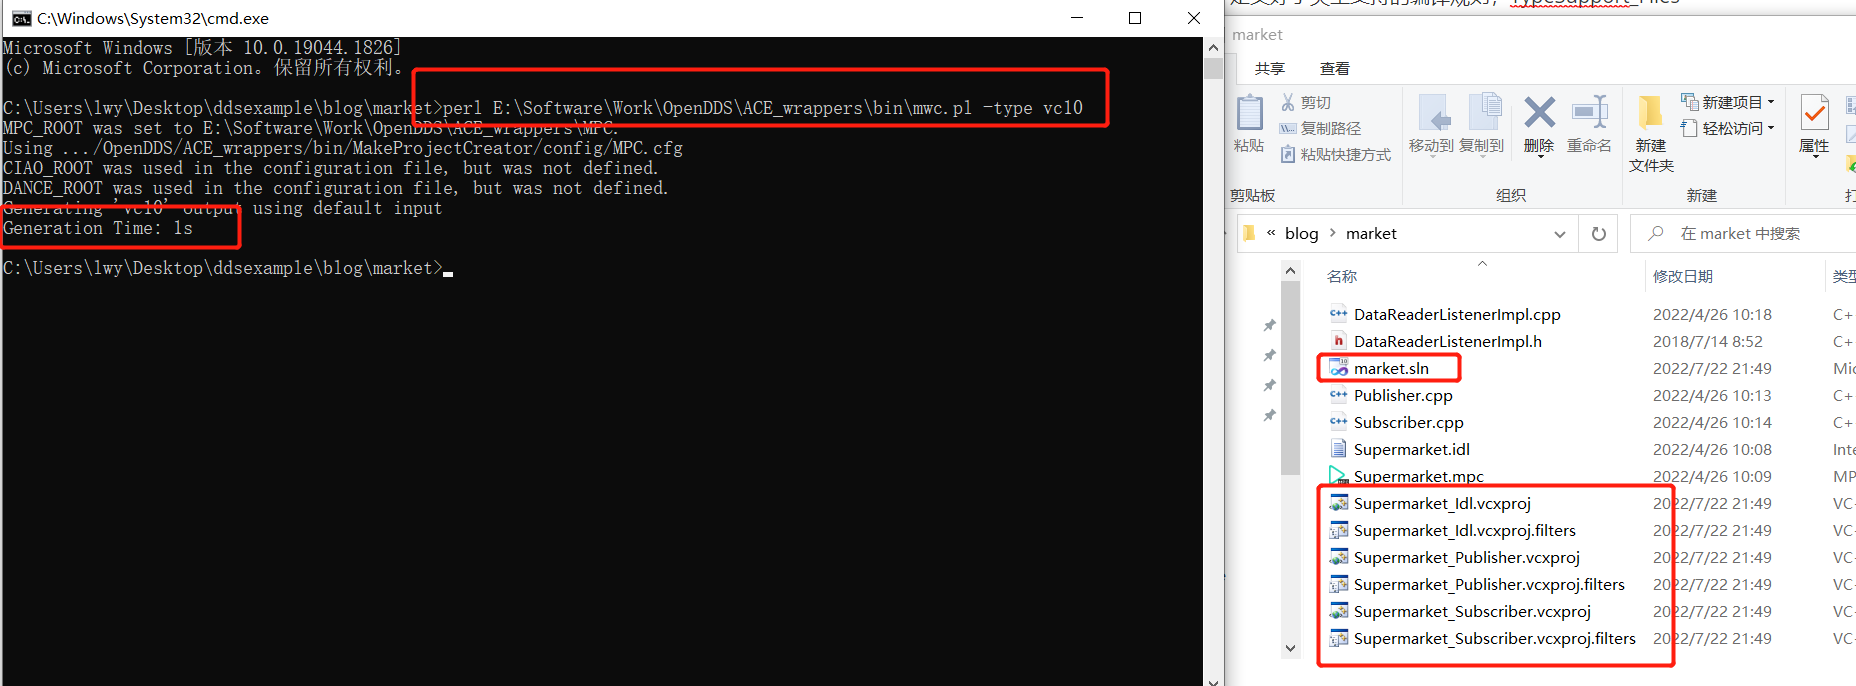 C:\Windows\System32\cmd.exe
Microsoft Windows [版本 10.0.19044.1826]
(c) Microsoft Corporation。保留所有权利。
C:\Users\lwy\Desktop\ddsexample\blog\market>perl E:\Software\Work\OpenDDS\ACE_wrappers\bin\mwc.pl -type vc10
MPC_ROOT was set to E:\Software\Work\OpenDDS\ACE_wrappers\MPC.
Using .../OpenDDS/ACE_wrappers/bin/MakeProjectCreator/config/MPC.cfg
CIAO_ROOT was used in the configuration file, but was not defined.
DANCE_ROOT was used in the configuration file, but was not defined.
Generating 'vc10' output using default input
Generation Time: 1s
C:\Users\lwy\Desktop\ddsexample\blog\market>
TypeSupport_Files
market
共享 查看
粘贴
剪切
复制路径
粘贴快捷方式
剪贴板
移动到 复制到 删除 重命名
组织
新建
文件夹
新建项目
轻松访问
新建
属性
« blog > market
在 market 中搜索
名称 修改日期 类型
DataReaderListenerImpl.cpp 2022/4/26 10:18 C+
DataReaderListenerImpl.h 2018/7/14 8:52 C+
market.sln 2022/7/22 21:49 Mic
Publisher.cpp 2022/4/26 10:13 C+
Subscriber.cpp 2022/4/26 10:14 C+
Supermarket.idl 2022/4/26 10:08 Inte
Supermarket.mpc 2022/4/26 10:09 MP
Supermarket_Idl.vcxproj 2022/7/22 21:49 VC-
Supermarket_Idl.vcxproj.filters 2022/7/22 21:49 VC-
Supermarket_Publisher.vcxproj 2022/7/22 21:49 VC-
Supermarket_Publisher.vcxproj.filters 2022/7/22 21:49 VC-
Supermarket_Subscriber.vcxproj 2022/7/22 21:49 VC-
Supermarket_Subscriber.vcxproj.filters 2022/7/22 21:49 VC-